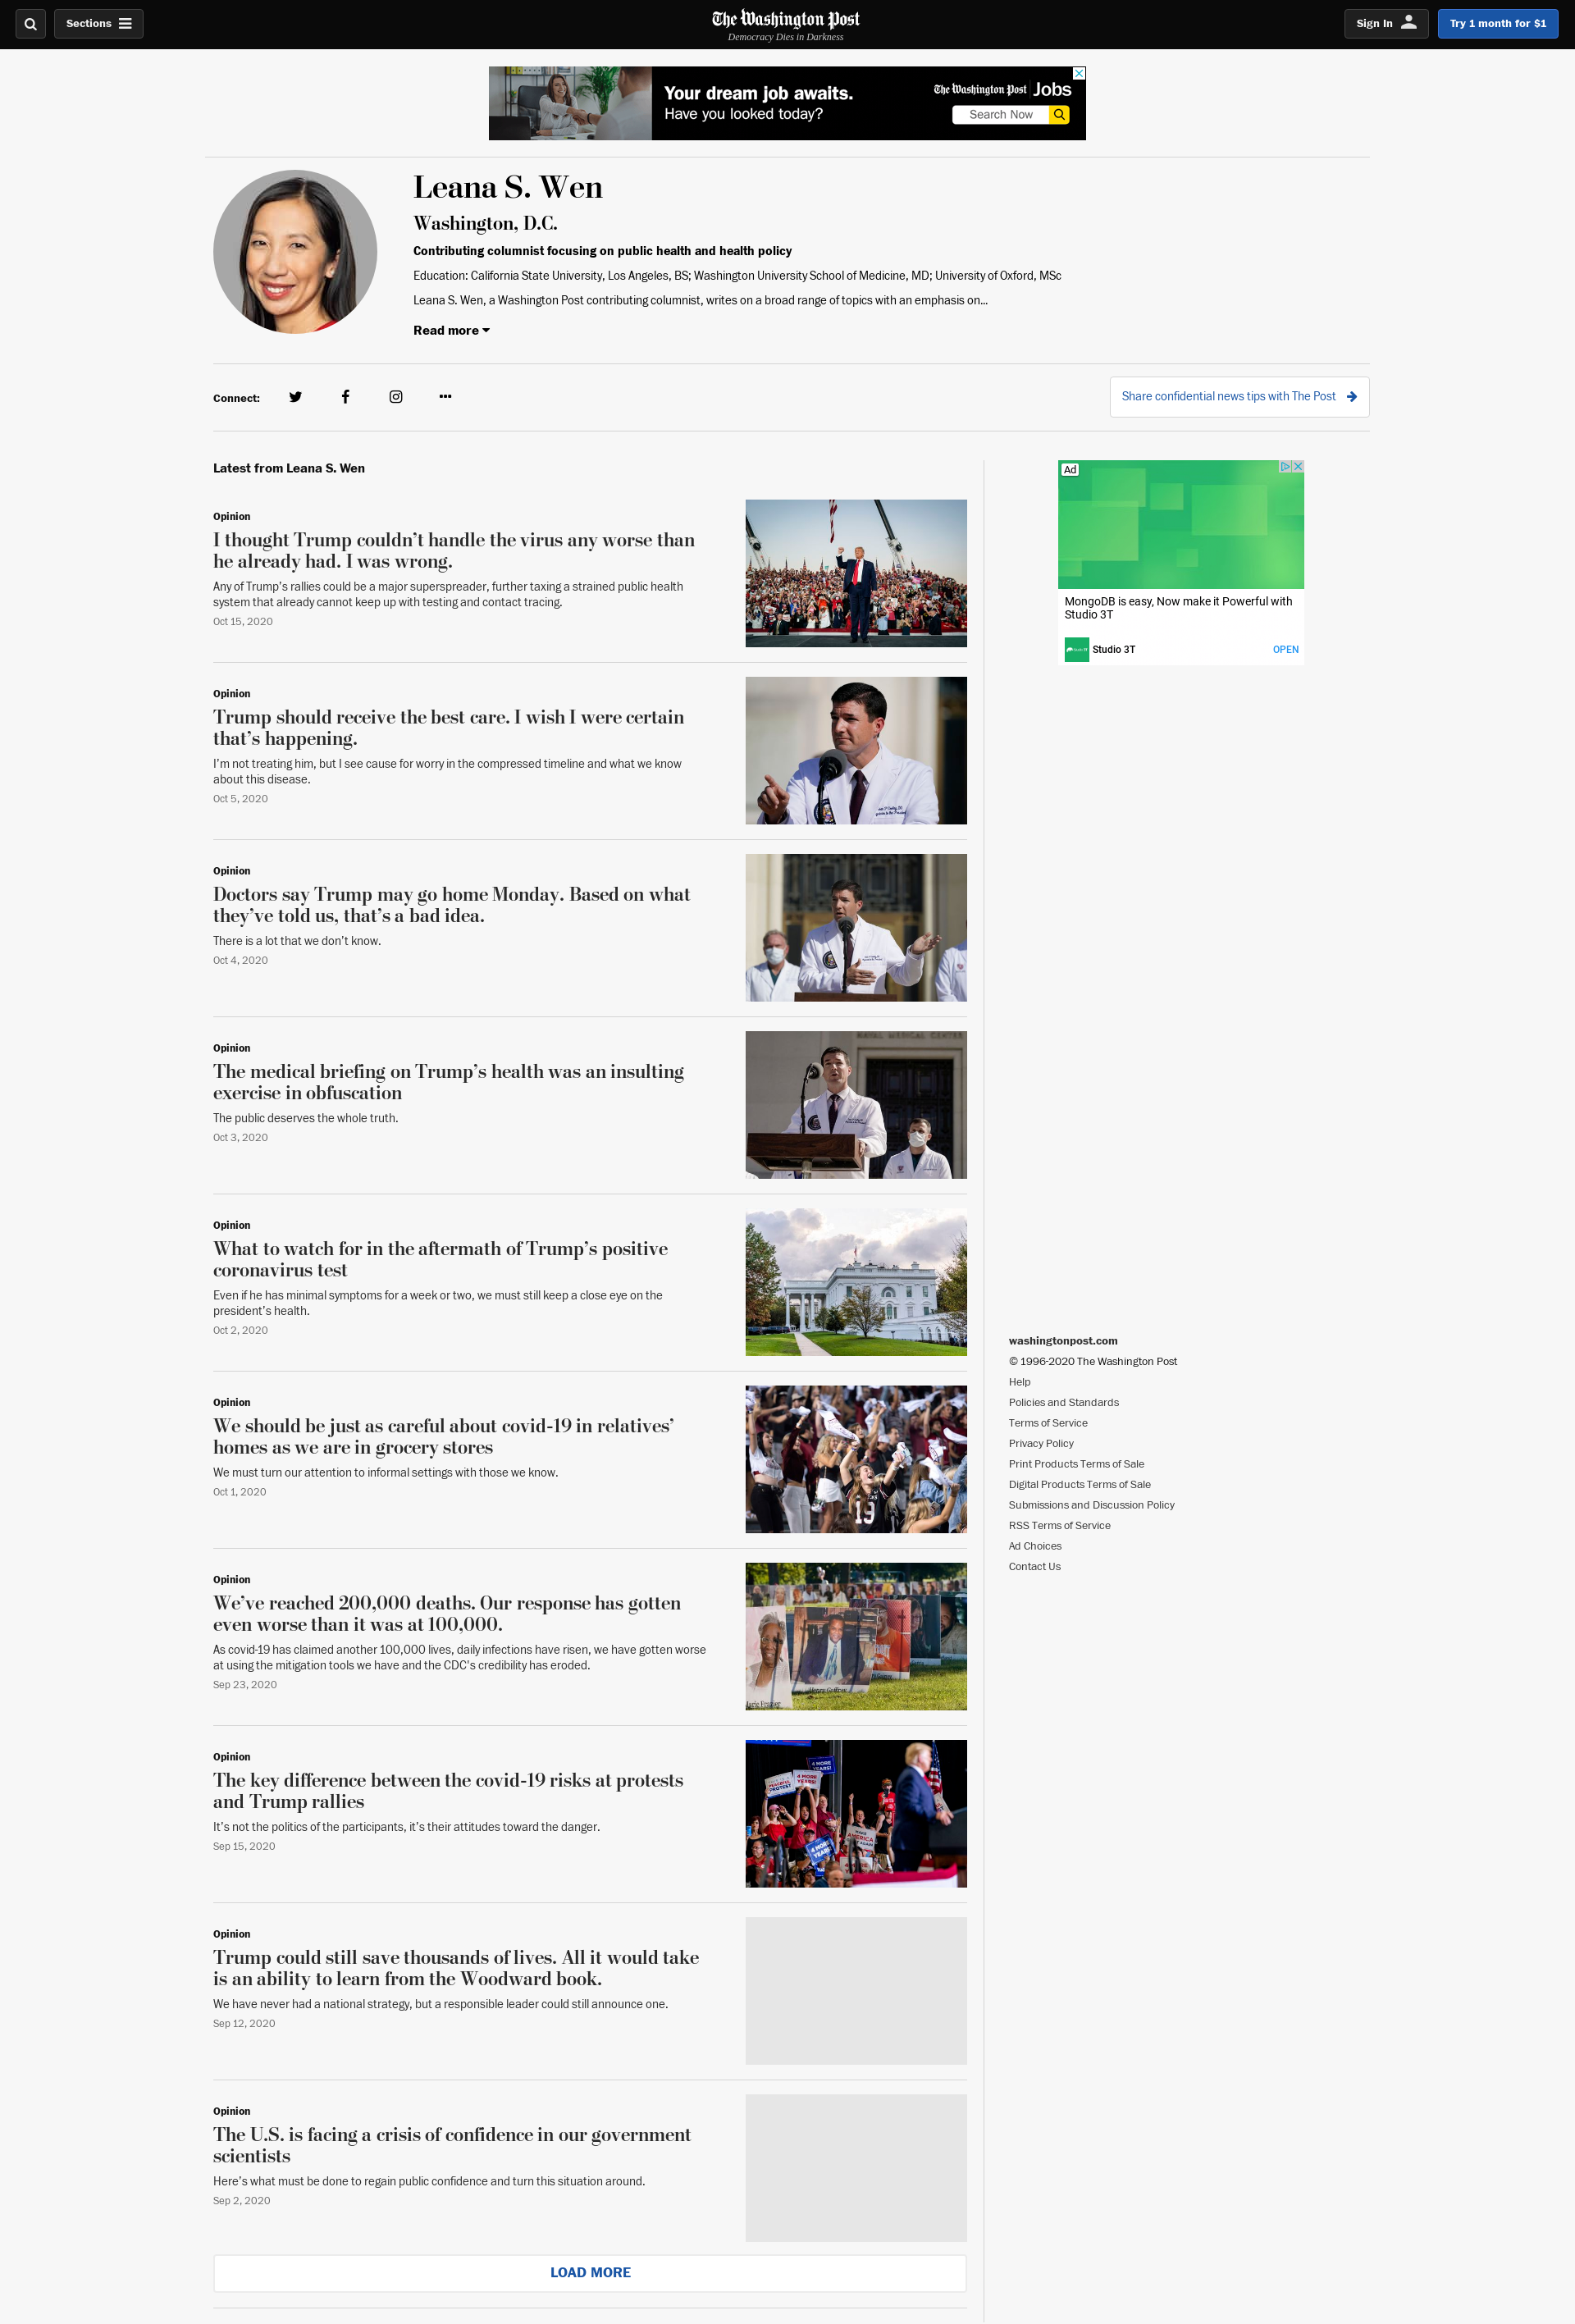 Sections
The Washington Post
Democracy Dies in Darkness
Sign In
Try 1 month for $1
Your dream job awaits.
Have you looked today?
The Washington Post Jobs
Search Now
Leana S. Wen
Washington, D.C.
Contributing columnist focusing on public health and health policy
Education: California State University, Los Angeles, BS; Washington University School of Medicine, MD; University of Oxford, MSc
Leana S. Wen, a Washington Post contributing columnist, writes on a broad range of topics with an emphasis on...
Read more
Connect:
Share confidential news tips with The Post
Latest from Leana S. Wen
Opinion
I thought Trump couldn’t handle the virus any worse than
he already had. I was wrong.
Any of Trump’s rallies could be a major superspreader, further taxing a strained public health
system that already cannot keep up with testing and contact tracing.
Oct 15, 2020
Opinion
Trump should receive the best care. I wish I were certain
that’s happening.
I’m not treating him, but I see cause for worry in the compressed timeline and what we know
about this disease.
Oct 5, 2020
Opinion
Doctors say Trump may go home Monday. Based on what
they’ve told us, that’s a bad idea.
There is a lot that we don’t know.
Oct 4, 2020
Opinion
The medical briefing on Trump’s health was an insulting
exercise in obfuscation
The public deserves the whole truth.
Oct 3, 2020
Opinion
What to watch for in the aftermath of Trump’s positive
coronavirus test
Even if he has minimal symptoms for a week or two, we must still keep a close eye on the
president’s health.
Oct 2, 2020
Opinion
We should be just as careful about covid-19 in relatives’
homes as we are in grocery stores
We must turn our attention to informal settings with those we know.
Oct 1, 2020
13
Opinion
We’ve reached 200,000 deaths. Our response has gotten
even worse than it was at 100,000.
As covid-19 has claimed another 100,000 lives, daily infections have risen, we have gotten worse
at using the mitigation tools we have and the CDC's credibility has eroded.
Sep 23, 2020
Opinion
The key difference between the covid-19 risks at protests
and Trump rallies
It’s not the politics of the participants, it’s their attitudes toward the danger.
Sep 15, 2020
4 MORE
YEARS!
PEACEFUL
PROTEST
4 MORE
YEARS!
4 MORE
YEARS!
Opinion
Trump could still save thousands of lives. All it would take
is an ability to learn from the Woodward book.
We have never had a national strategy, but a responsible leader could still announce one.
Sep 12, 2020
Opinion
The U.S. is facing a crisis of confidence in our government
scientists
Here’s what must be done to regain public confidence and turn this situation around.
Sep 2, 2020
LOAD MORE
Ad
MongoDB is easy, Now make it Powerful with
Studio 3T
Studio 3T
OPEN
washingtonpost.com
© 1996-2020 The Washington Post
Help
Policies and Standards
Terms of Service
Privacy Policy
Print Products Terms of Sale
Digital Products Terms of Sale
Submissions and Discussion Policy
RSS Terms of Service
Ad Choices
Contact Us